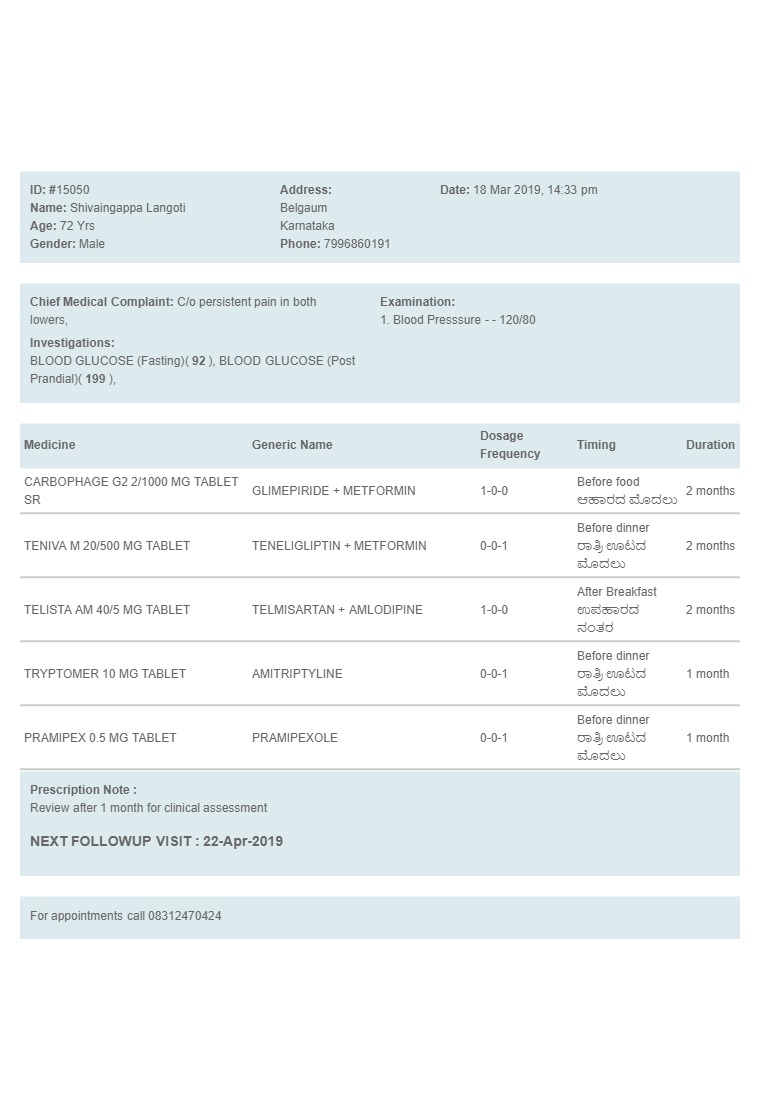 ID: #15050
Name: Shivaingappa Langoti
Age: 72 Yrs
Gender: Male
Address:
Belgaum
Karnataka
Phone: 7996860191
Date: 18 Mar 2019, 14:33 pm
Chief Medical Complaint: C/o persistent pain in both
lowers,
Investigations:
BLOOD GLUCOSE (Fasting)( 92 ), BLOOD GLUCOSE (Post
Prandial)( 199 ),
Examination:
1. Blood Presssure - - 120/80
Medicine Generic Name Dosage Frequency Timing Duration
CARBOPHAGE G2 2/1000 MG TABLET SR GLIMEPIRIDE + METFORMIN 1-0-0 Before food ಆಹಾರದ ಮೊದಲು 2 months
TENIVA M 20/500 MG TABLET TENELIGLIPTIN + METFORMIN 0-0-1 Before dinner ರಾತ್ರಿ ಊಟದ ಮೊದಲು 2 months
TELISTA AM 40/5 MG TABLET TELMISARTAN + AMLODIPINE 1-0-0 After Breakfast ಉಪಹಾರದ ನಂತರ 2 months
TRYPTOMER 10 MG TABLET AMITRIPTYLINE 0-0-1 Before dinner ರಾತ್ರಿ ಊಟದ ಮೊದಲು 1 month
PRAMIPEX 0.5 MG TABLET PRAMIPEXOLE 0-0-1 Before dinner ರಾತ್ರಿ ಊಟದ ಮೊದಲು 1 month
Prescription Note :
Review after 1 month for clinical assessment
NEXT FOLLOWUP VISIT : 22-Apr-2019
For appointments call 08312470424